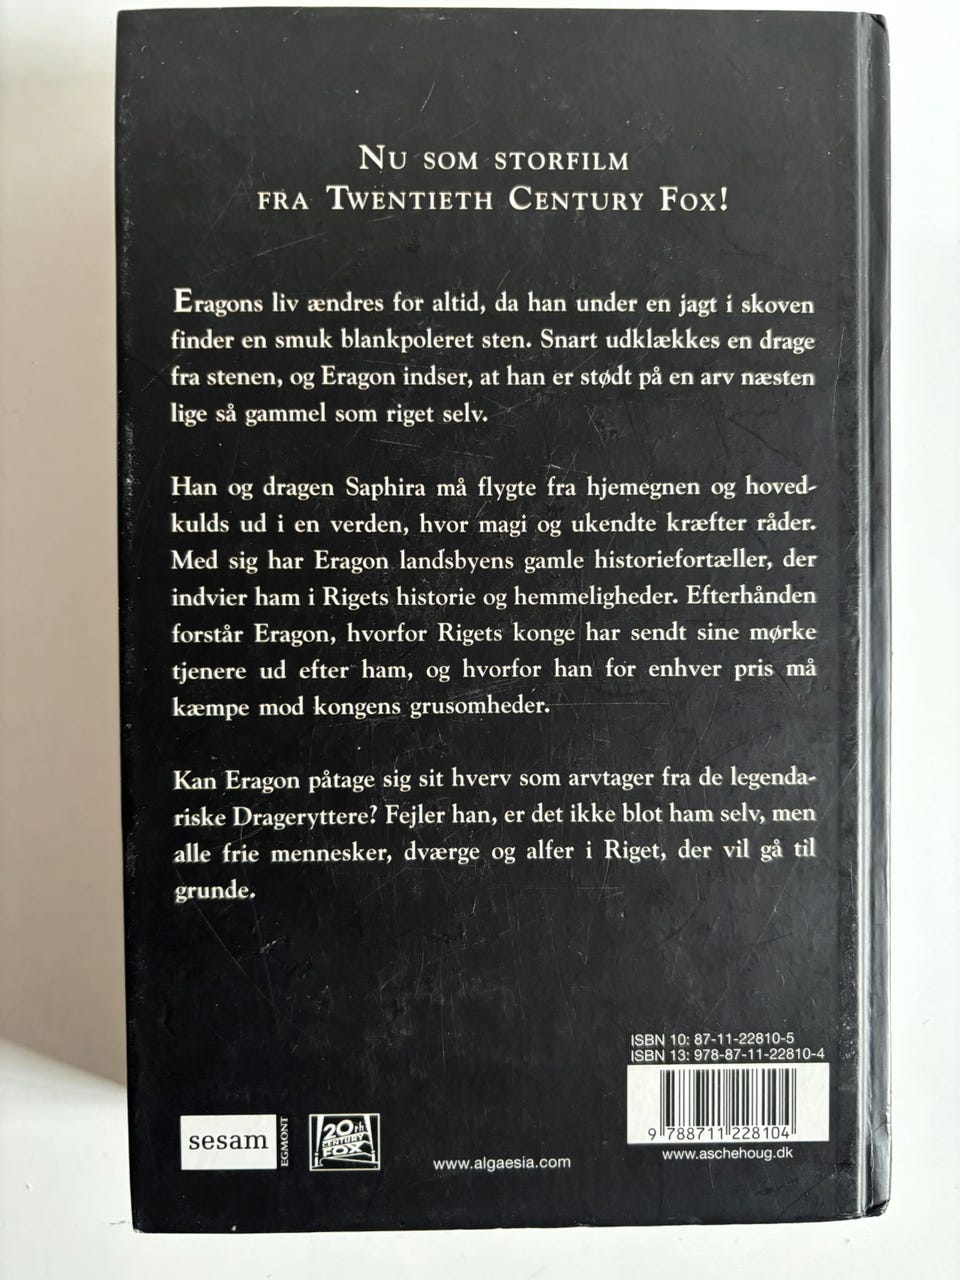 NU SOM STORFILM
FRA TWENTIETH CENTURY FOX!
Eragons liv ændres for altid, da han under en jagt i skoven
finder en smuk blankpoleret sten. Snart udklækkes en drage
fra stenen, og Eragon indser, at han er stødt på en arv næsten
lige så gammel som riget selv.
Han og dragen Saphira må flygte fra hjemegnen og hoved-
kulds ud i en verden, hvor magi og ukendte kræfter råder.
Med sig har Eragon landsbyens gamle historiefortæller, der
indvier ham i Rigets historie og hemmeligheder. Efterhånden
forstår Eragon, hvorfor Rigets konge har sendt sine mørke
tjenere ud efter ham, og hvorfor han for enhver pris må
kæmpe mod kongens grusomheder.
Kan Eragon påtage sig sit hverv som arvtager fra de legenda-
riske Drageryttere? Fejler han, er det ikke blot ham selv, men
alle frie mennesker, dværge og alfer i Riget, der vil gå til
grunde.
ISBN 10: 87-11-22810-5
ISBN 13: 978-87-11-22810-4
9 788711 228104
www.aschehoug.dk
sesam
EGMONT
20th
CENTURY
FOX
www.algaesia.com